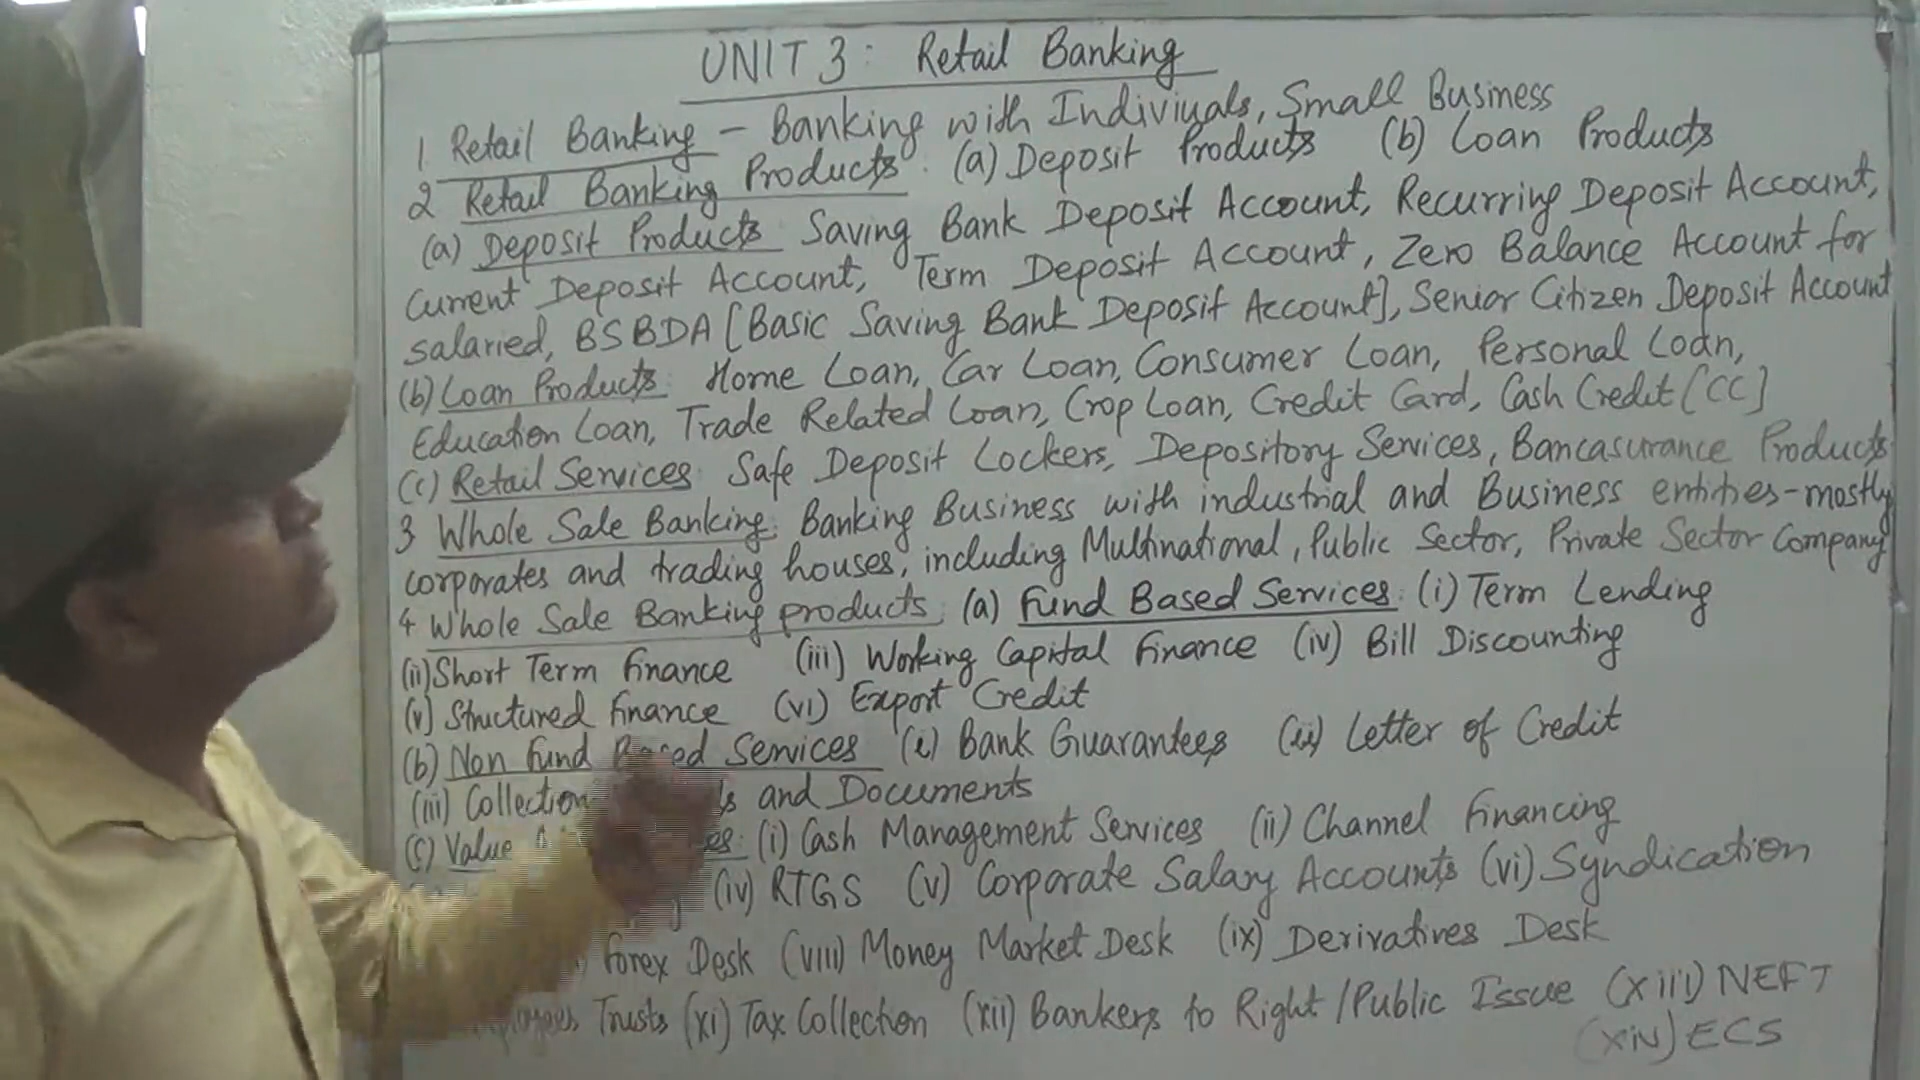 UNIT 3: Retail Banking
1 Retail Banking - Banking with Indiviuals, Small Business
2 Retail Banking Products: (a) Deposit Products (b) Loan Products
(a) Deposit Products: Saving Bank Deposit Account, Recurring Deposit Account,
Current Deposit Account, Term Deposit Account, Zero Balance Account for
salaried, BSBDA [Basic Saving Bank Deposit Account], Senior Citizen Deposit Account
(b) Loan Products: Home Loan, Car Loan, Consumer Loan, Personal Loan,
Education Loan, Trade Related Loan, Crop Loan, Credit Card, Cash Credit [CC]
(c) Retail Services: Safe Deposit Lockers, Depository Services, Bancasurance Products
3 Whole Sale Banking: Banking Business with industrial and Business entities-mostly
corporates and trading houses, including Multinational, Public Sector, Private Sector Company
4 Whole Sale Banking products: (a) Fund Based Services: (i) Term Lending
(ii) Short Term finance (iii) Working Capital finance (iv) Bill Discounting
(v) Structured finance (vi) Export Credit
(b) Non Fund Based Services (i) Bank Guarantees (ii) Letter of Credit
(iii) Collection and Documents
(c) Value (i) Cash Management Services (ii) Channel Financing
(iv) RTGS (v) Corporate Salary Accounts (vi) Syndication
Forex Desk (viii) Money Market Desk (ix) Derivatives Desk
Trusts (xi) Tax Collection (xii) Bankers to Right/Public Issue (xiii) NEFT
(xiv) ECS